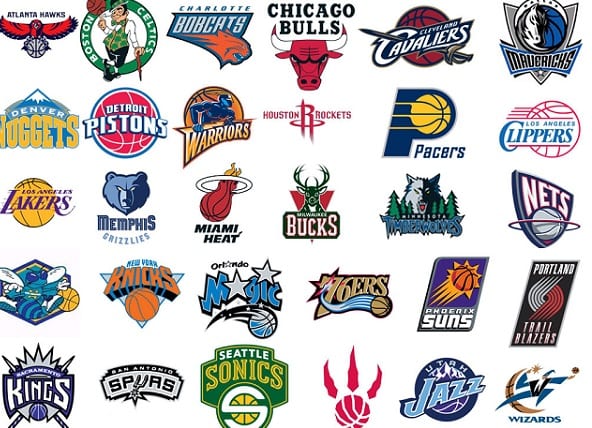 ATLANTA HAWKS
BOSTON
CELTICS
CHARLOTTE
BOBCATS
CHICAGO
BULLS
CLEVELAND
CAVALIERS
MAVERICKS
DENVER
NUGGETS
DETROIT
PISTONS
WARRIORS
HOUSTON ROCKETS
Pacers
LOS ANGELES
CLIPPERS
LOS ANGELES
LAKERS
MEMPHIS
GRIZZLIES
MIAMI
HEAT
MILWAUKEE
BUCKS
MINNESOTA
TIMBERWOLVES
NETS
NEW YORK
KNICKS
Orlando
Magic
76ERS
PHOENIX
SUNS
PORTLAND
TRAIL
BLAZERS
SACRAMENTO
KINGS
SAN ANTONIO
SPURS
SEATTLE
SONICS
UTAH
JAZZ
WIZARDS